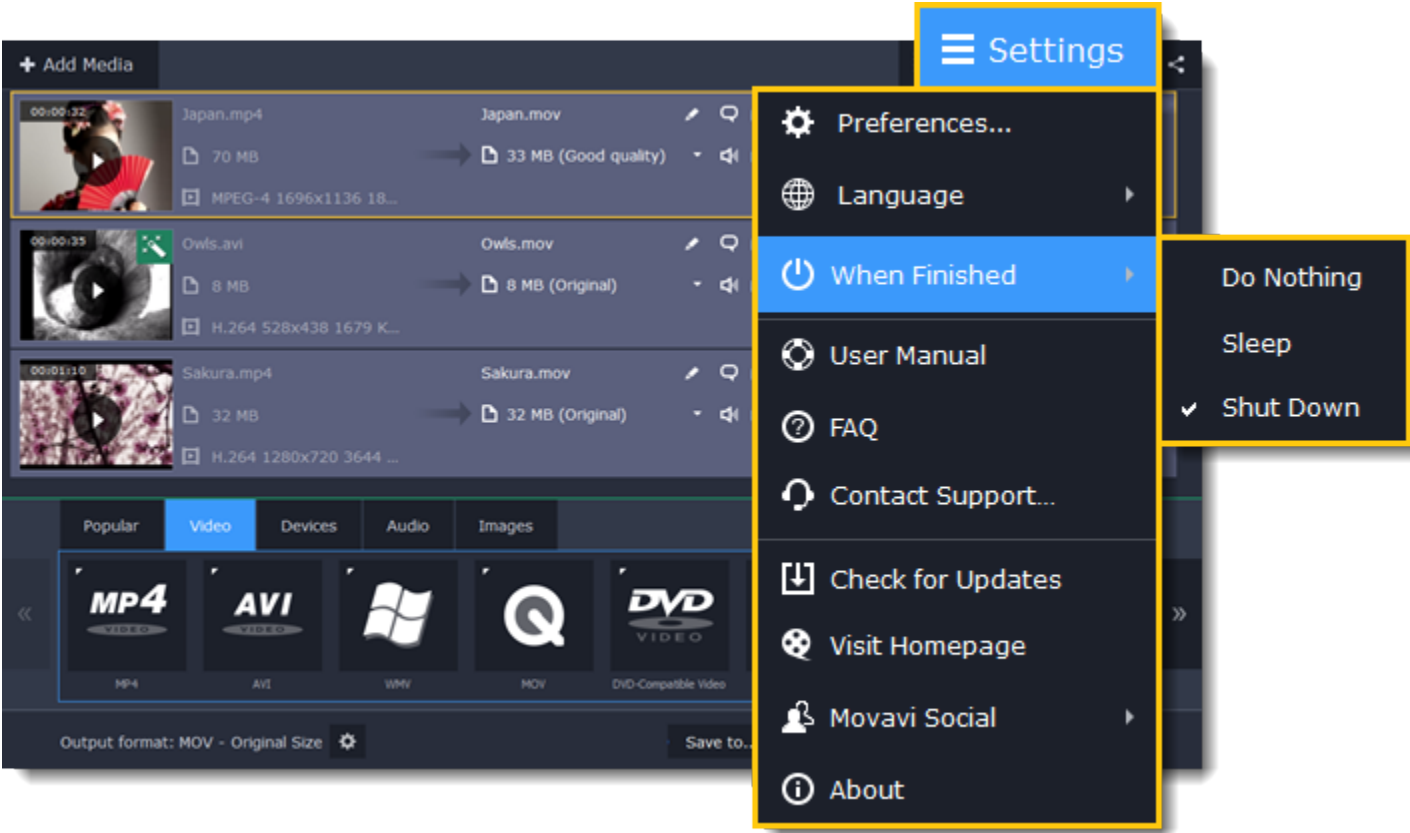 Settings
Add Media
00:00:32
Japan.mp4
Japan.mov
70 MB
33 MB (Good quality)
MPEG-4 1696x1136 18...
00:00:35
Owls.avi
Owls.mov
8 MB
8 MB (Original)
H.264 528x438 1679 K...
00:01:10
Sakura.mp4
Sakura.mov
32 MB
32 MB (Original)
H.264 1280x720 3644 ...
Popular
Video
Devices
Audio
Images
MP4
VIDEO
AVI
VIDEO
DVD
VIDEO
MP4
AVI
WMV
MOV
DVD-Compatible Video
Output format: MOV - Original Size
Save to..
Preferences...
Language
When Finished
Do Nothing
Sleep
Shut Down
User Manual
FAQ
Contact Support...
Check for Updates
Visit Homepage
Movavi Social
About